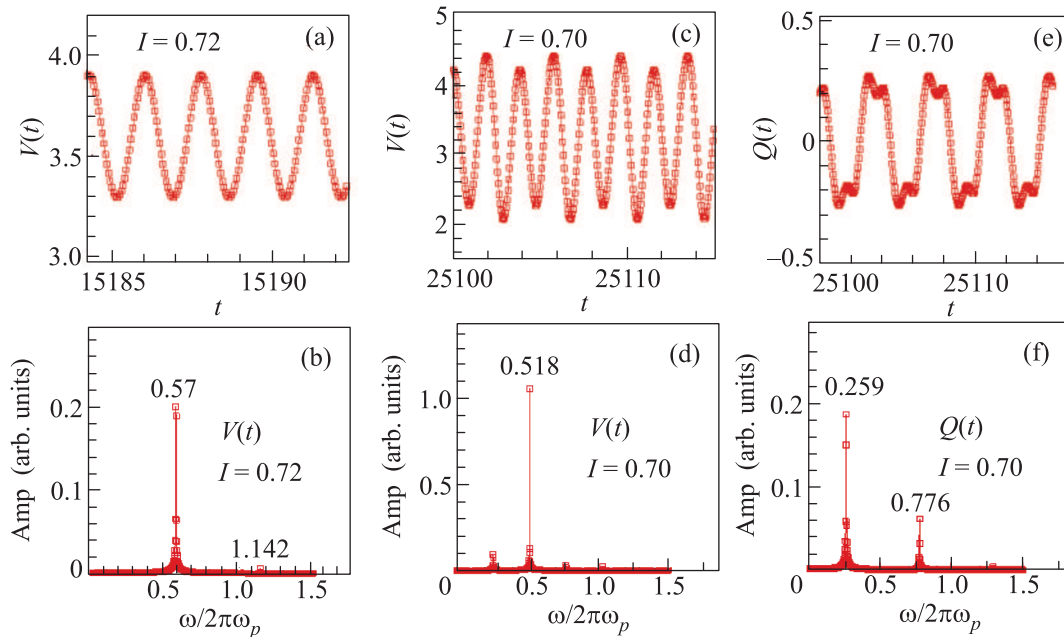 (a)
I = 0.72
4.0
3.5
3.0
V(t)
15185
15190
t
(c)
I = 0.70
5
4
3
2
V(t)
25100
25110
t
(e)
I = 0.70
0.5
0
–0.5
Q(t)
25100
25110
t
(b)
0.57
V(t)
I = 0.72
1.142
0.2
0.1
0
Amp (arb. units)
0.5
1.0
1.5
ω/2πωp
(d)
0.518
V(t)
I = 0.70
1.0
0.5
0
Amp (arb. units)
0
0.5
1.0
1.5
ω/2πωp
(f)
0.259
Q(t)
I = 0.70
0.776
0.2
0.1
Amp (arb. units)
0
0.5
1.0
1.5
ω/2πωp